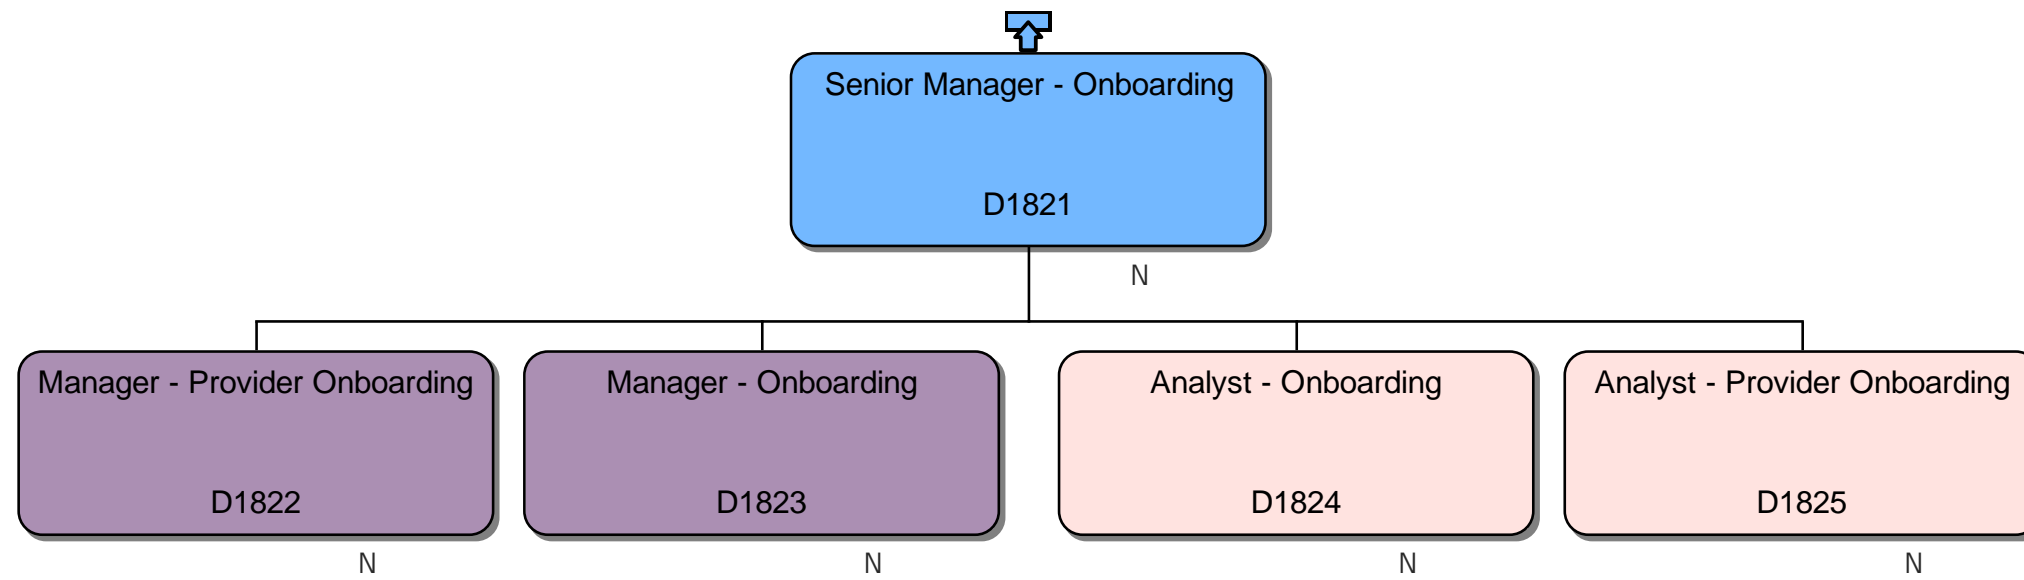 Senior Manager - Onboarding
D1821
N
Manager - Provider Onboarding
D1822
N
Manager - Onboarding
D1823
N
Analyst - Onboarding
D1824
N
Analyst - Provider Onboarding
D1825
N